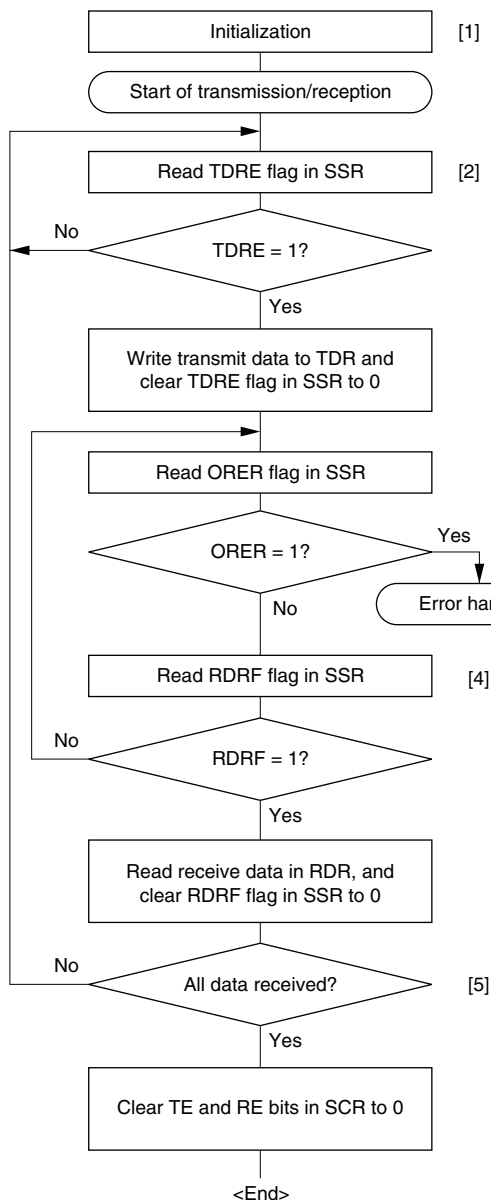 Initialization
[1]
Start of transmission/reception
Read TDRE flag in SSR
[2]
No
TDRE = 1?
Yes
Write transmit data to TDR and
clear TDRE flag in SSR to 0
Read ORER flag in SSR
Yes
ORER = 1?
Error
No
Read RDRF flag in SSR
[4]
No
RDRF = 1?
Yes
Read receive data in RDR, and
clear RDRF flag in SSR to 0
No
All data received?
[5]
Yes
Clear TE and RE bits in SCR to 0
<End>